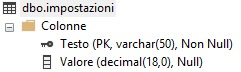 dbo.impostazioni
Colonne
Testo (PK, varchar(50), Non Null)
Valore (decimal(18,0), Null)